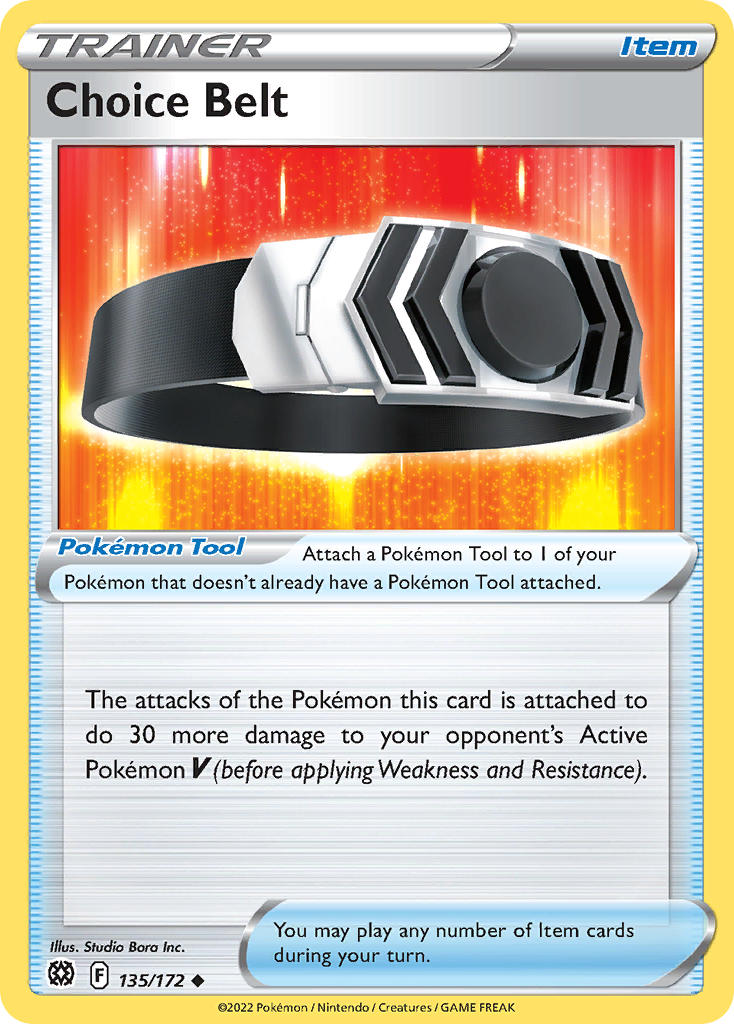 TRAINER Item
Choice Belt
Pokémon Tool Attach a Pokémon Tool to 1 of your
Pokémon that doesn't already have a Pokémon Tool attached.
The attacks of the Pokémon this card is attached to
do 30 more damage to your opponent's Active
Pokémon V (before applying Weakness and Resistance).
You may play any number of Item cards
during your turn.
Illus. Studio Bora Inc.
F 135/172
©2022 Pokémon / Nintendo / Creatures / GAME FREAK